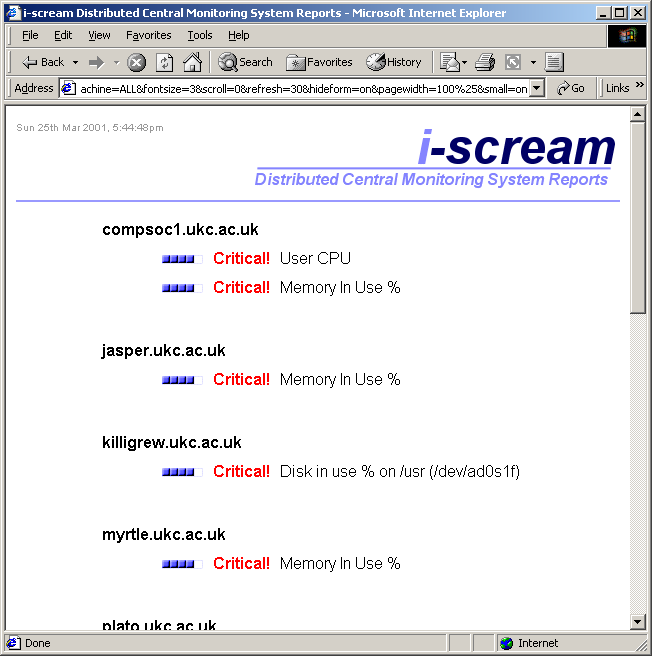 i-scream Distributed Central Monitoring System Reports - Microsoft Internet Explorer
File Edit View Favorites Tools Help
Back Search Favorites History
Address achine=ALL&fontsize=3&scroll=0&refresh=30&hideform=on&pagewidth=100%25&small=on Go Links »
Sun 25th Mar 2001, 5:44:48pm
i-scream
Distributed Central Monitoring System Reports
compsoc1.ukc.ac.uk
Critical! User CPU
Critical! Memory In Use %
jasper.ukc.ac.uk
Critical! Memory In Use %
killigrew.ukc.ac.uk
Critical! Disk in use % on /usr (/dev/ad0s1f)
myrtle.ukc.ac.uk
Critical! Memory In Use %
plato.ukc.ac.uk
Done Internet